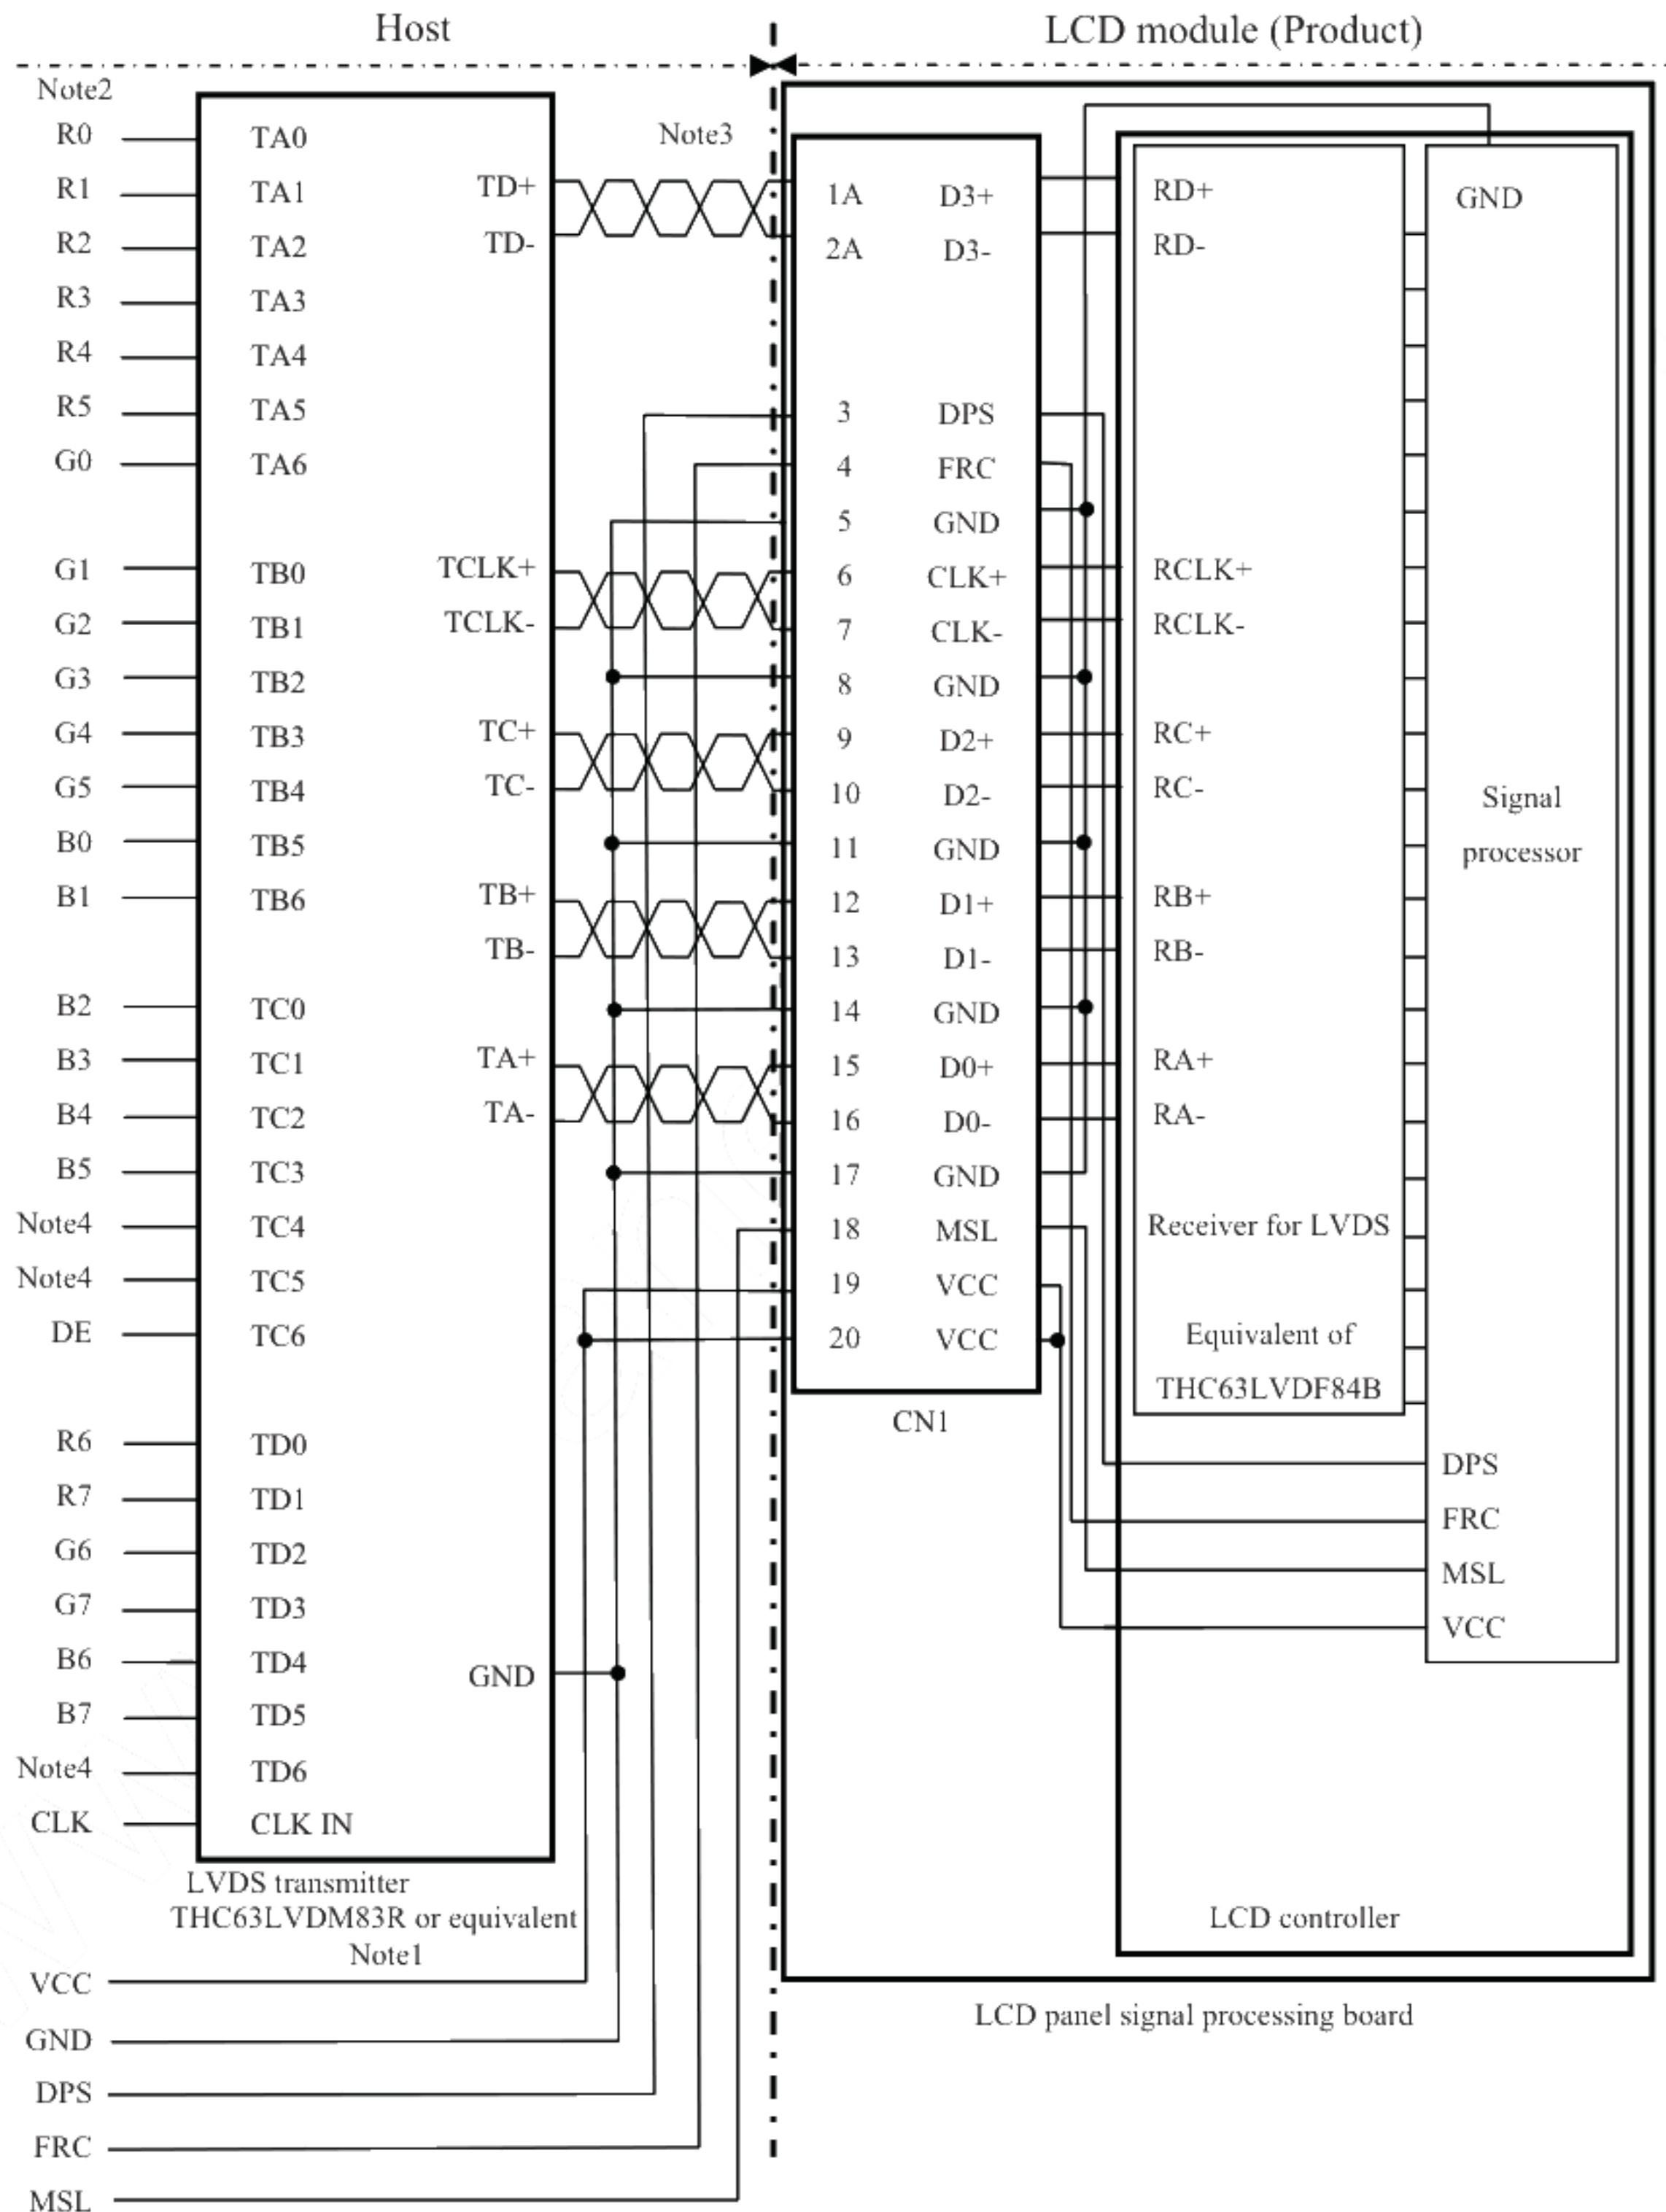 Host
LCD module (Product)
Note2
R0 TA0
R1 TA1
R2 TA2
R3 TA3
R4 TA4
R5 TA5
G0 TA6
G1 TB0
G2 TB1
G3 TB2
G4 TB3
G5 TB4
B0 TB5
B1 TB6
B2 TC0
B3 TC1
B4 TC2
B5 TC3
Note4 TC4
Note4 TC5
DE TC6
R6 TD0
R7 TD1
G6 TD2
G7 TD3
B6 TD4
B7 TD5
Note4 TD6
CLK CLK IN
TD+
TD-
TCLK+
TCLK-
TC+
TC-
TB+
TB-
TA+
TA-
GND
LVDS transmitter
THC63LVDM83R or equivalent
Note1
VCC
GND
DPS
FRC
MSL
Note3
1A D3+
2A D3-
3 DPS
4 FRC
5 GND
6 CLK+
7 CLK-
8 GND
9 D2+
10 D2-
11 GND
12 D1+
13 D1-
14 GND
15 D0+
16 D0-
17 GND
18 MSL
19 VCC
20 VCC
CN1
RD+
RD-
RCLK+
RCLK-
RC+
RC-
RB+
RB-
RA+
RA-
Receiver for LVDS
Equivalent of
THC63LVDF84B
GND
Signal
processor
DPS
FRC
MSL
VCC
LCD controller
LCD panel signal processing board